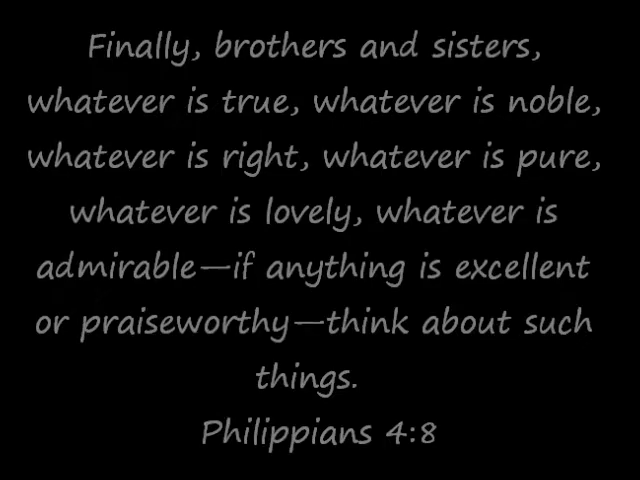 Finally, brothers and sisters,
whatever is true, whatever is noble,
whatever is right, whatever is pure,
whatever is lovely, whatever is
admirable—if anything is excellent
or praiseworthy—think about such
things.
Philippians 4:8